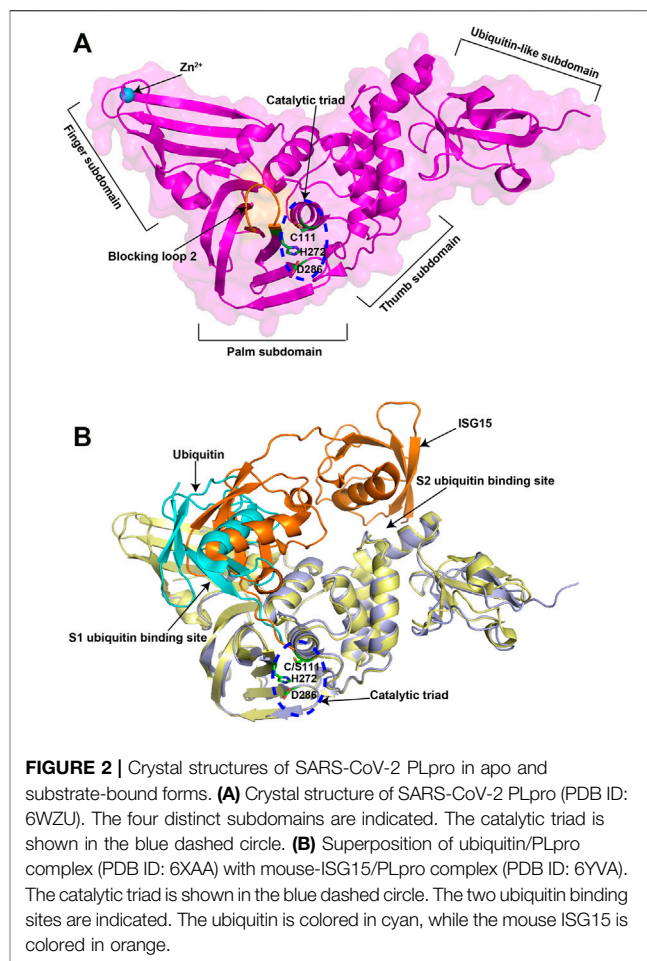 A
Zn²⁺
Ubiquitin-like subdomain
Catalytic triad
Finger subdomain
Blocking loop 2
C111
H272
D286
Thumb subdomain
Palm subdomain
B
ISG15
Ubiquitin
S2 ubiquitin binding site
S1 ubiquitin binding site
C/S111
H272
D286
Catalytic triad
FIGURE 2 | Crystal structures of SARS-CoV-2 PLpro in apo and
substrate-bound forms. (A) Crystal structure of SARS-CoV-2 PLpro (PDB ID:
6WZU). The four distinct subdomains are indicated. The catalytic triad is
shown in the blue dashed circle. (B) Superposition of ubiquitin/PLpro
complex (PDB ID: 6XAA) with mouse-ISG15/PLpro complex (PDB ID: 6YVA).
The catalytic triad is shown in the blue dashed circle. The two ubiquitin binding
sites are indicated. The ubiquitin is colored in cyan, while the mouse ISG15 is
colored in orange.